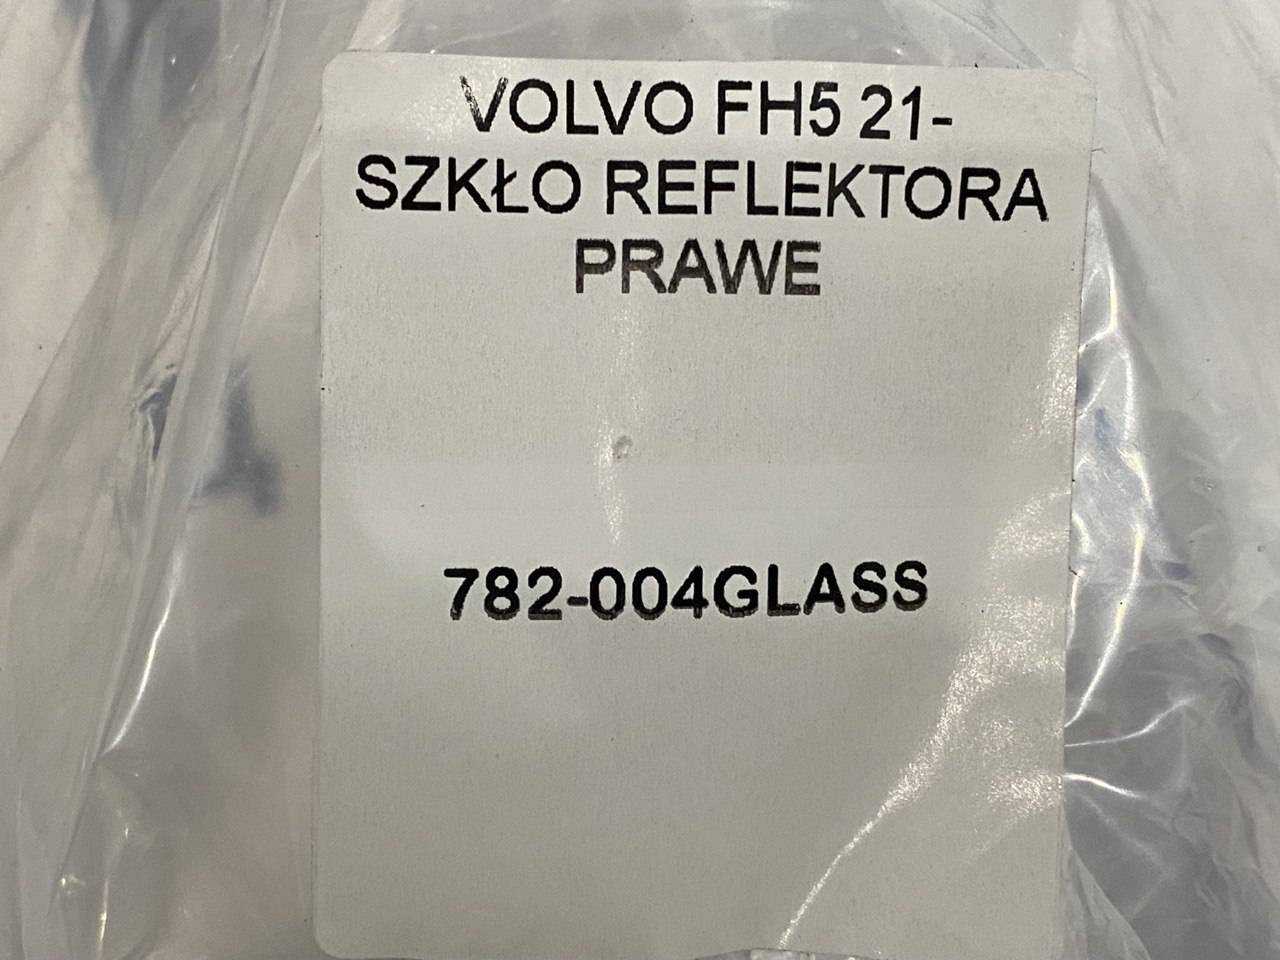 VOLVO FH5 21-
SZKŁO REFLEKTORA
PRAWE
782-004GLASS